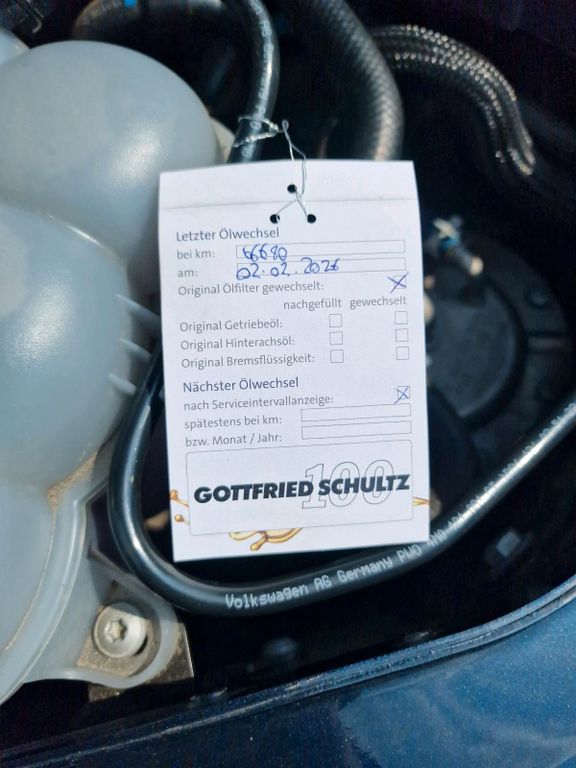 Letzter Ölwechsel
bei km: 66680
am: 02.02.2026
Original Ölfilter gewechselt:
nachgefüllt gewechselt
Original Getriebeöl:
Original Hinterachsöl:
Original Bremsflüssigkeit:
Nächster Ölwechsel
nach Serviceintervallanzeige:
spätestens bei km:
bzw. Monat / Jahr:
100
GOTTFRIED SCHULTZ
Volkswagen AG Germany PWD